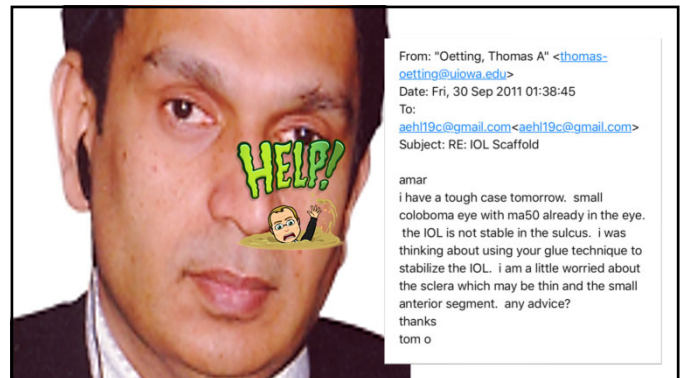 HELP!
From: "Oetting, Thomas A" <thomas-
oetting@uiowa.edu>
Date: Fri, 30 Sep 2011 01:38:45
To:
aehl19c@gmail.com<aehl19c@gmail.com>
Subject: RE: IOL Scaffold
amar
i have a tough case tomorrow.  small
coloboma eye with ma50 already in the eye.
the IOL is not stable in the sulcus.  i was
thinking about using your glue technique to
stabilize the IOL.  i am a little worried about
the sclera which may be thin and the small
anterior segment.  any advice?
thanks
tom o